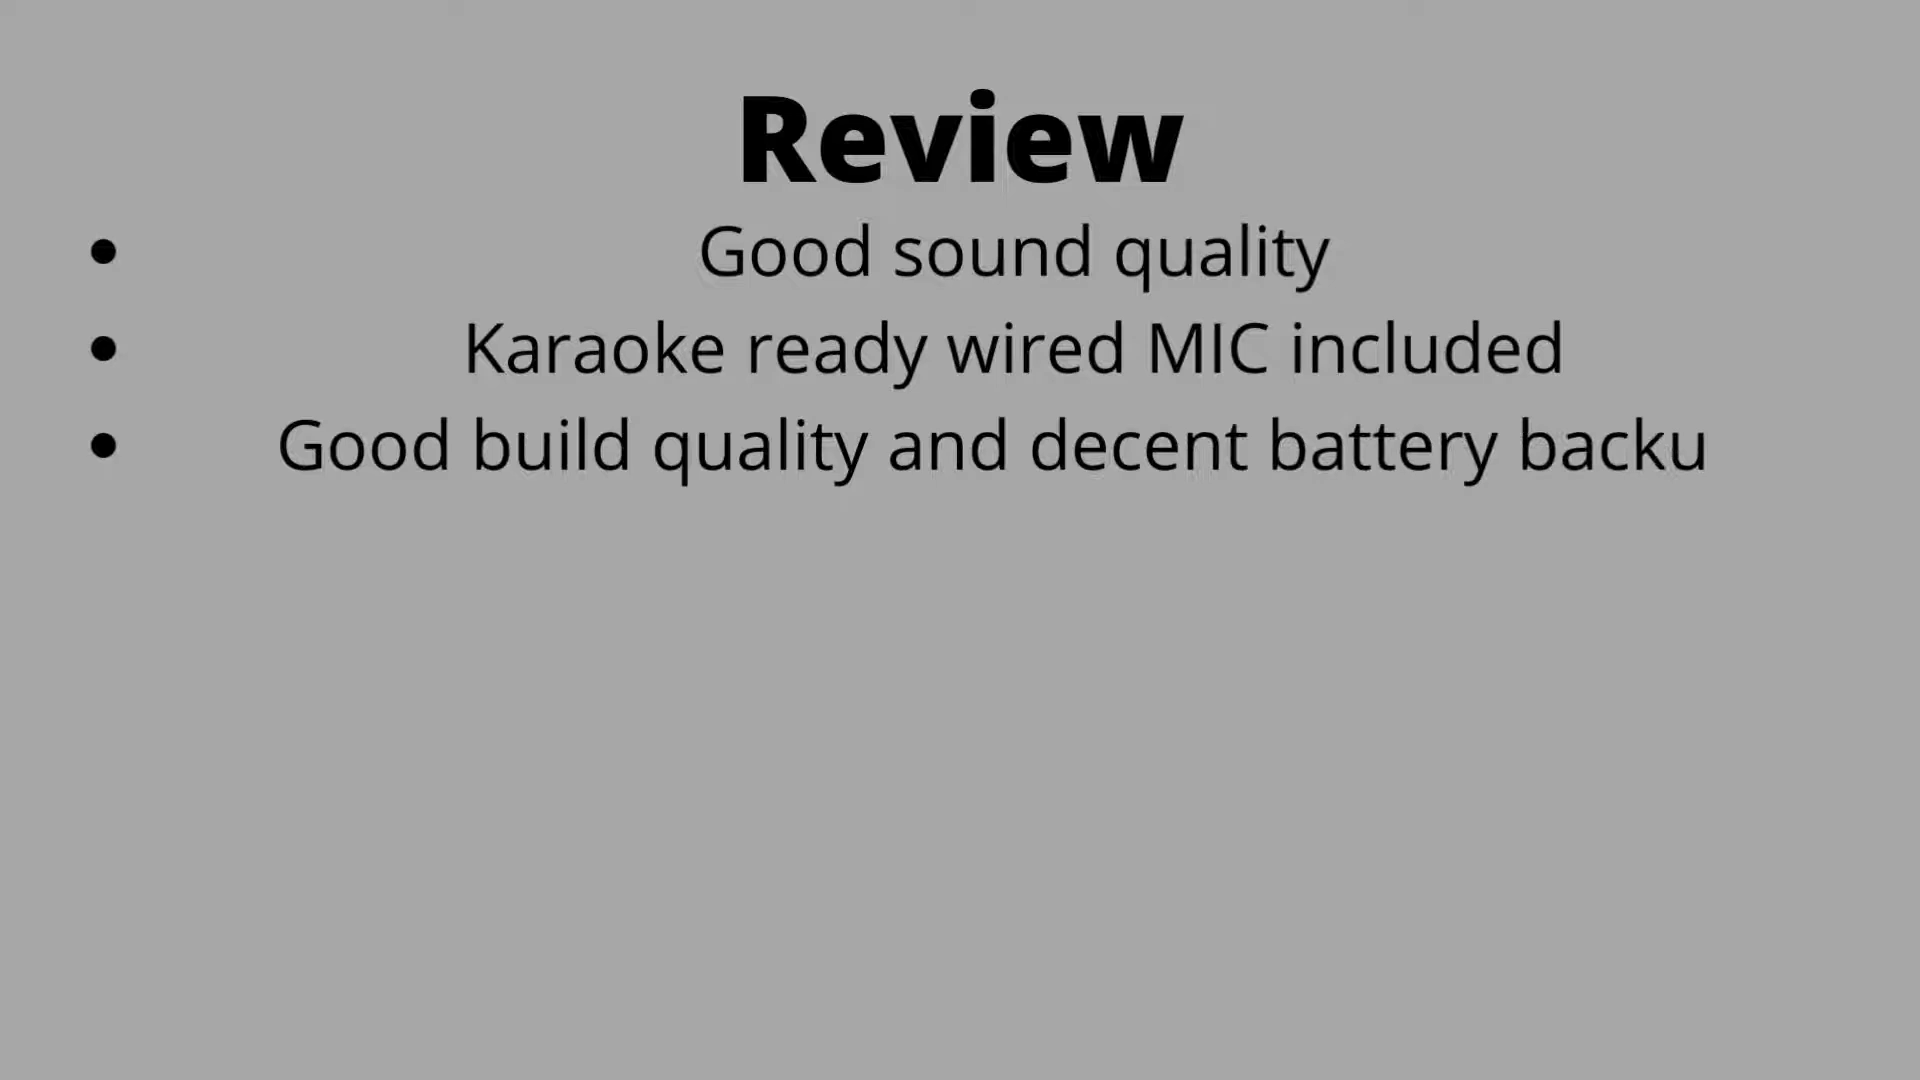 Review
• Good sound quality
• Karaoke ready wired MIC included
• Good build quality and decent battery backu